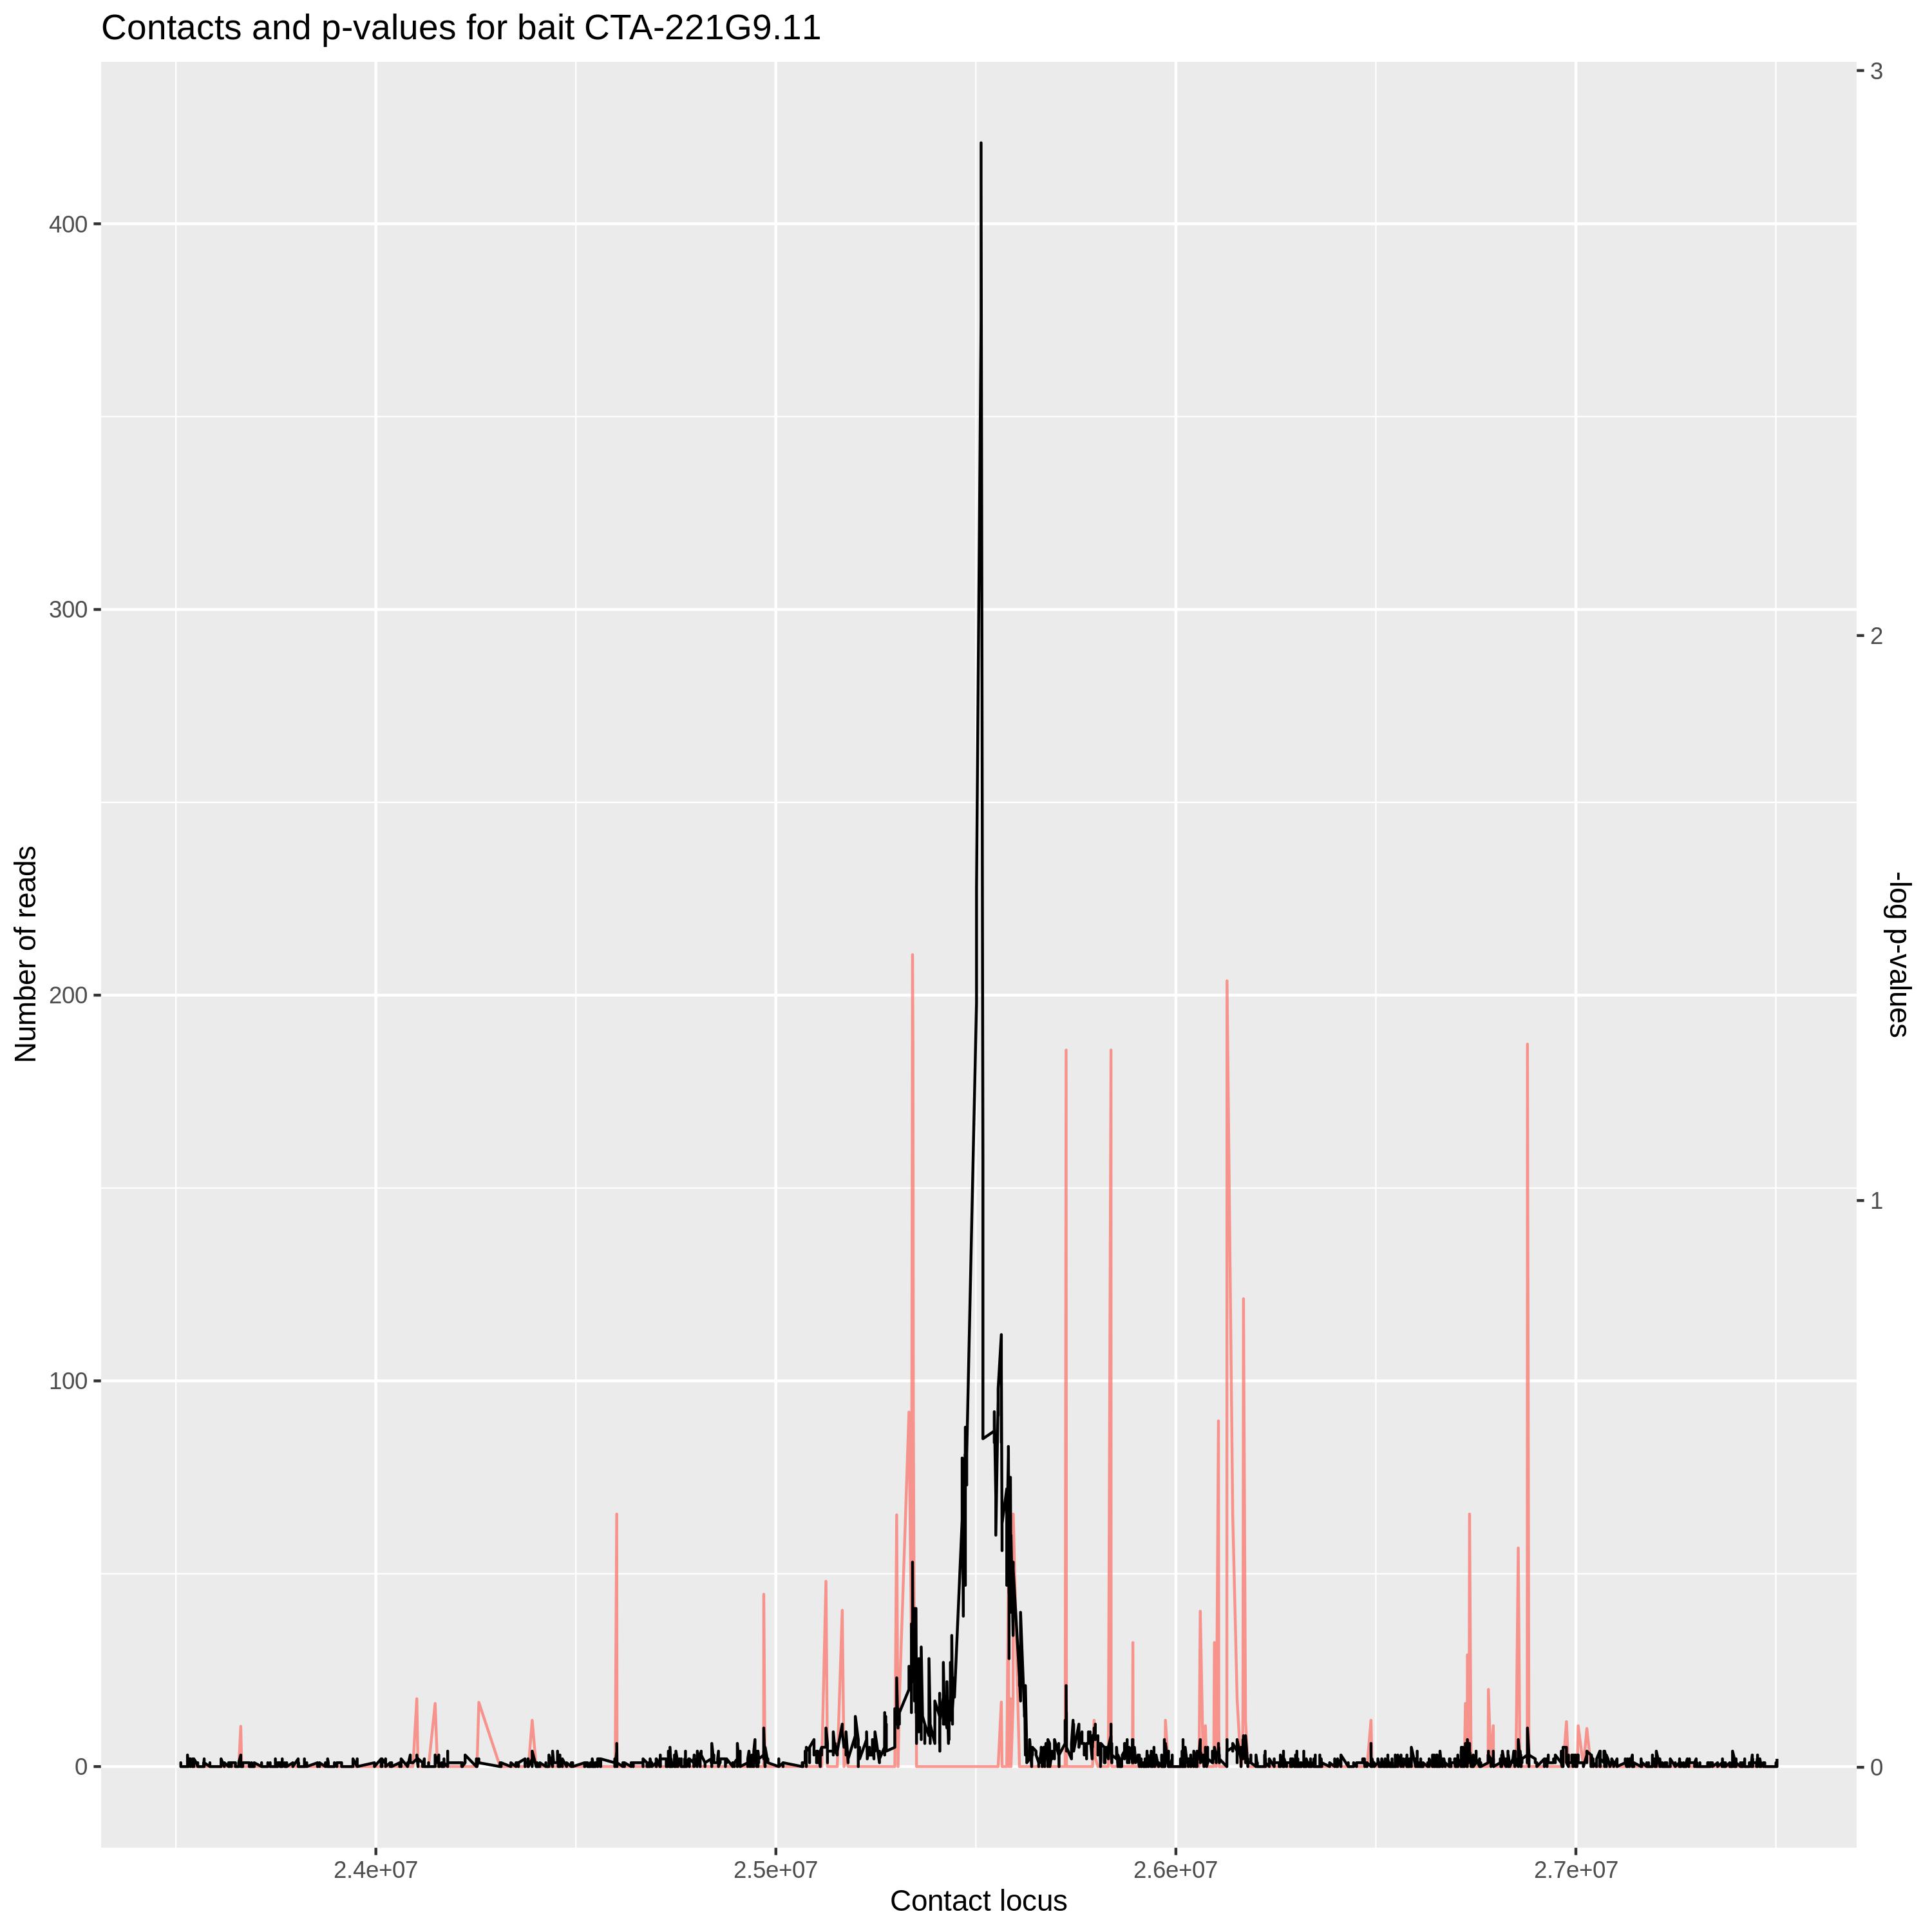 Contacts and p-values for bait CTA-221G9.11
Number of reads
400
300
200
100
0
3
2
1
0
-log p-values
2.4e+07
2.5e+07
2.6e+07
2.7e+07
Contact locus